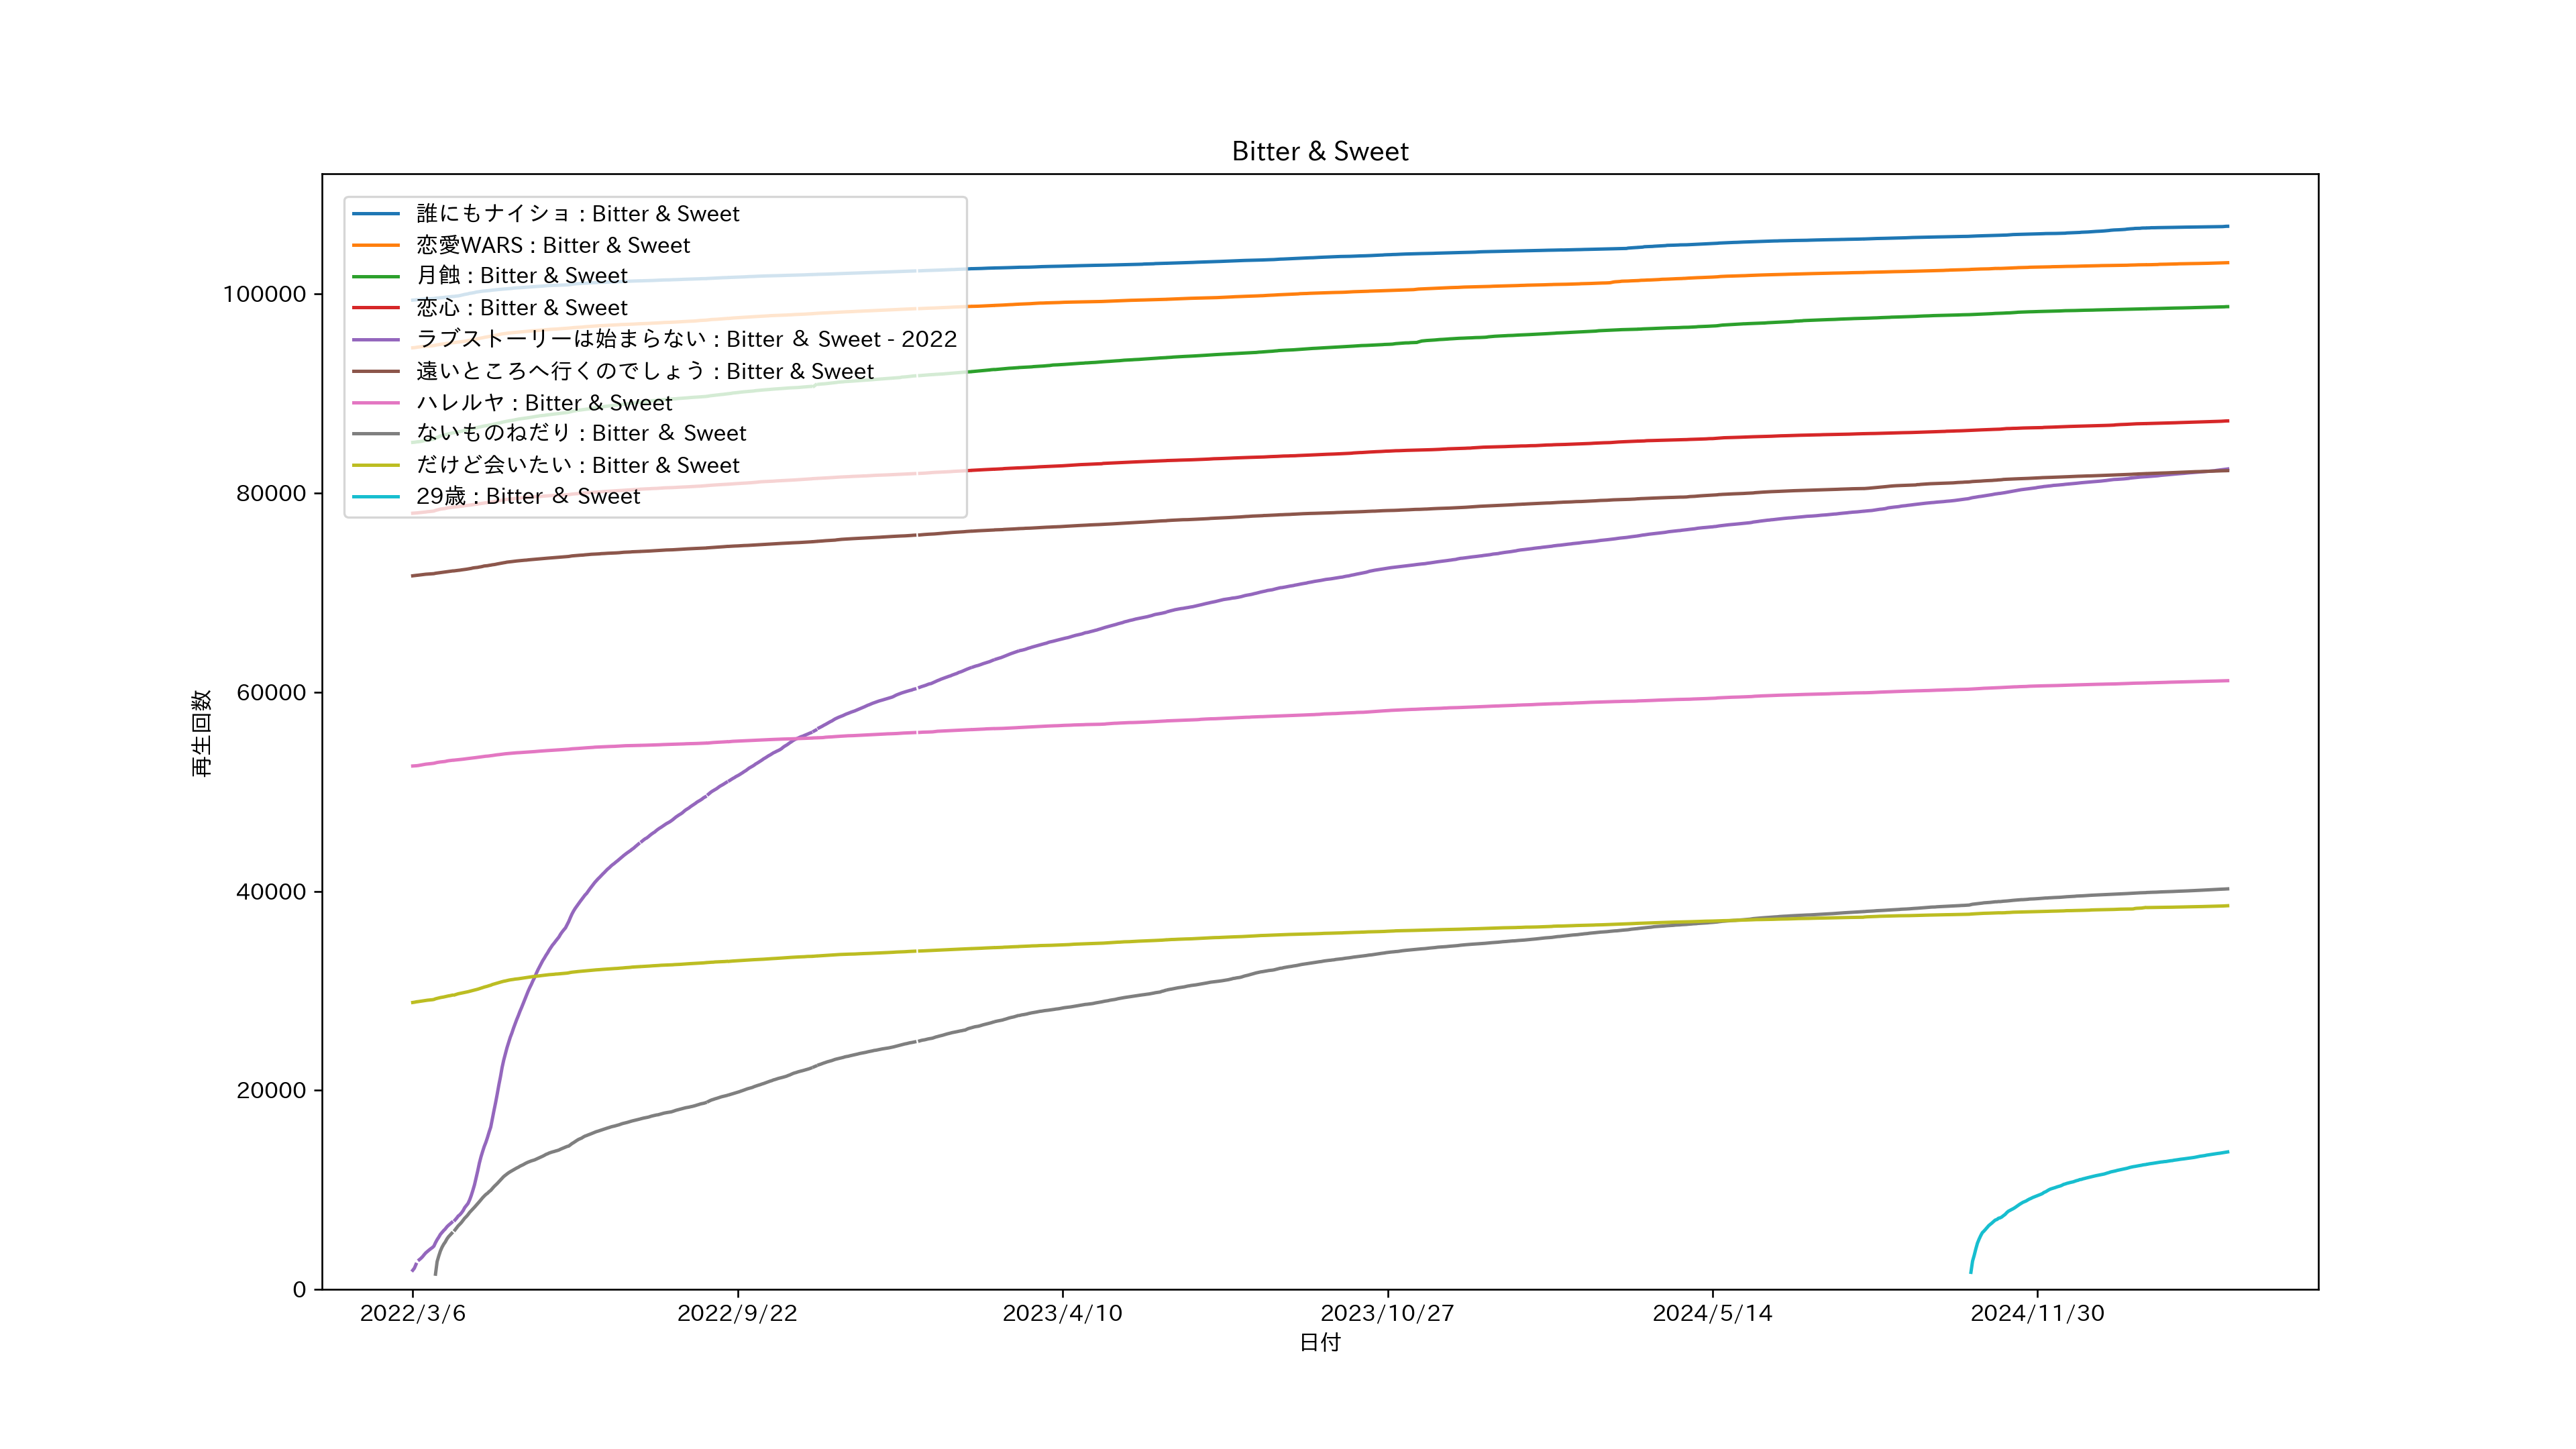 Bitter & Sweet
誰にもナイショ : Bitter & Sweet
恋愛WARS : Bitter & Sweet
月蝕 : Bitter & Sweet
恋心 : Bitter & Sweet
ラブストーリーは始まらない : Bitter ＆ Sweet - 2022
遠いところへ行くのでしょう : Bitter & Sweet
ハレルヤ : Bitter & Sweet
ないものねだり : Bitter ＆ Sweet
だけど会いたい : Bitter & Sweet
29歳 : Bitter ＆ Sweet
100000
80000
60000
40000
20000
0
再生回数
2022/3/6
2022/9/22
2023/4/10
2023/10/27
2024/5/14
2024/11/30
日付